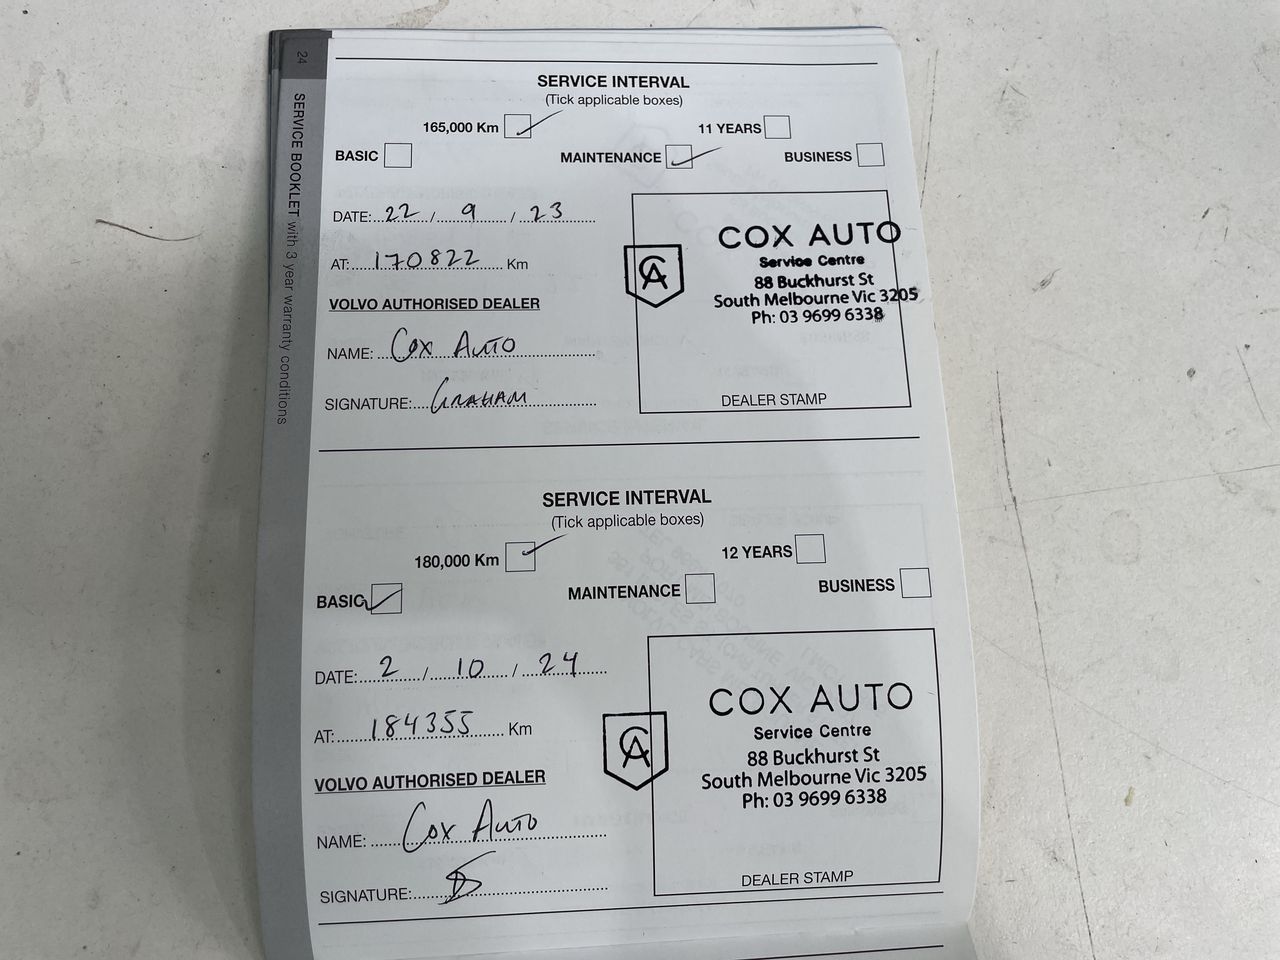 24
SERVICE BOOKLET with 3 year warranty conditions
SERVICE INTERVAL
(Tick applicable boxes)
165,000 Km
11 YEARS
BASIC
MAINTENANCE
BUSINESS
DATE: 22 / 9 / 23
AT: 170822 Km
VOLVO AUTHORISED DEALER
NAME: Cox Auto
SIGNATURE: GRAHAM
CA
COX AUTO
Service Centre
88 Buckhurst St
South Melbourne Vic 3205
Ph: 03 9699 6338
DEALER STAMP
SERVICE INTERVAL
(Tick applicable boxes)
180,000 Km
12 YEARS
BASIC
MAINTENANCE
BUSINESS
DATE: 2 / 10 / 24
AT: 184355 Km
VOLVO AUTHORISED DEALER
NAME: Cox Auto
SIGNATURE:
CA
COX AUTO
Service Centre
88 Buckhurst St
South Melbourne Vic 3205
Ph: 03 9699 6338
DEALER STAMP